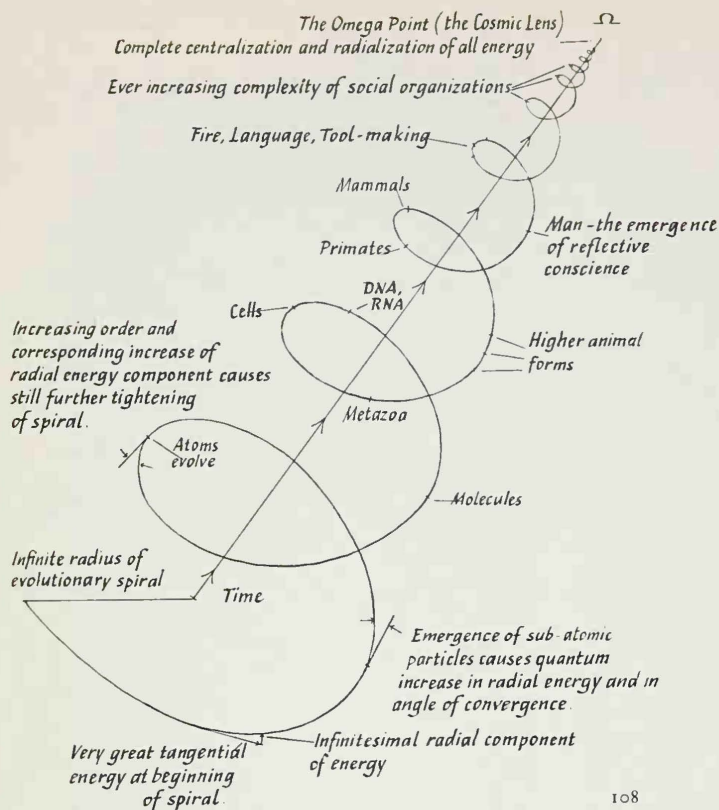 The Omega Point (the Cosmic Lens) Ω
Complete centralization and radialization of all energy
Ever increasing complexity of social organizations
Fire, Language, Tool-making
Mammals
Primates
Man - the emergence
of reflective
conscience
DNA,
RNA
Cells
Increasing order and
corresponding increase of
radial energy component causes
still further tightening
of spiral.
Higher animal
forms
Metazoa
Atoms
evolve
Molecules
Infinite radius of
evolutionary spiral
Time
Emergence of sub-atomic
particles causes quantum
increase in radial energy and in
angle of convergence.
Infinitesimal radial component
of energy
Very great tangential
energy at beginning
of spiral.
108